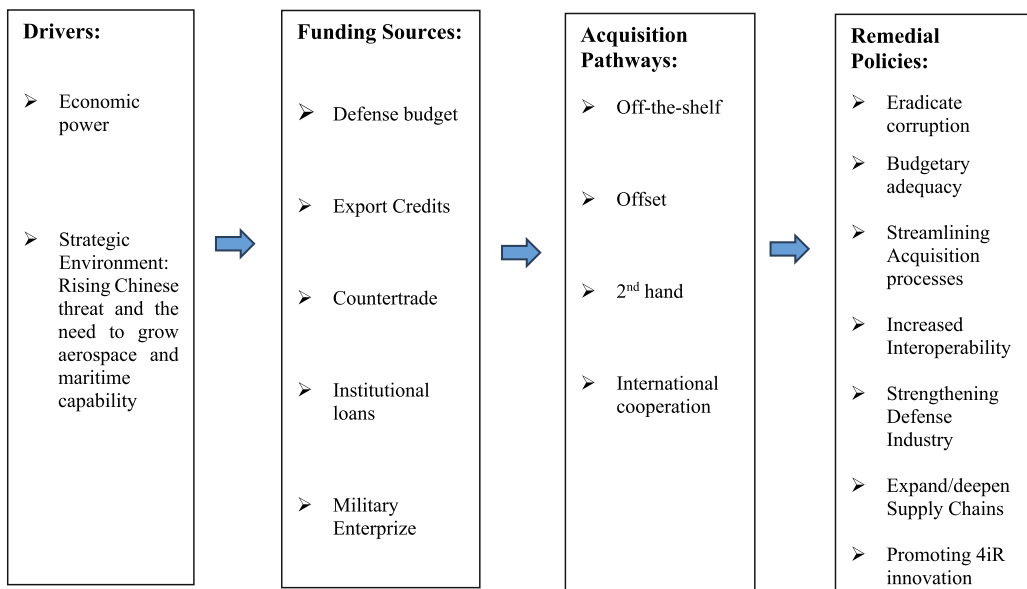 Drivers:
➢ Economic
power
➢ Strategic
Environment:
Rising Chinese
threat and the
need to grow
aerospace and
maritime
capability
Funding Sources:
➢ Defense budget
➢ Export Credits
➢ Countertrade
➢ Institutional
loans
➢ Military
Enterprize
Acquisition
Pathways:
➢ Off-the-shelf
➢ Offset
➢ 2nd hand
➢ International
cooperation
Remedial
Policies:
➢ Eradicate
corruption
➢ Budgetary
adequacy
➢ Streamlining
Acquisition
processes
➢ Increased
Interoperability
➢ Strengthening
Defense
Industry
➢ Expand/deepen
Supply Chains
➢ Promoting 4iR
innovation